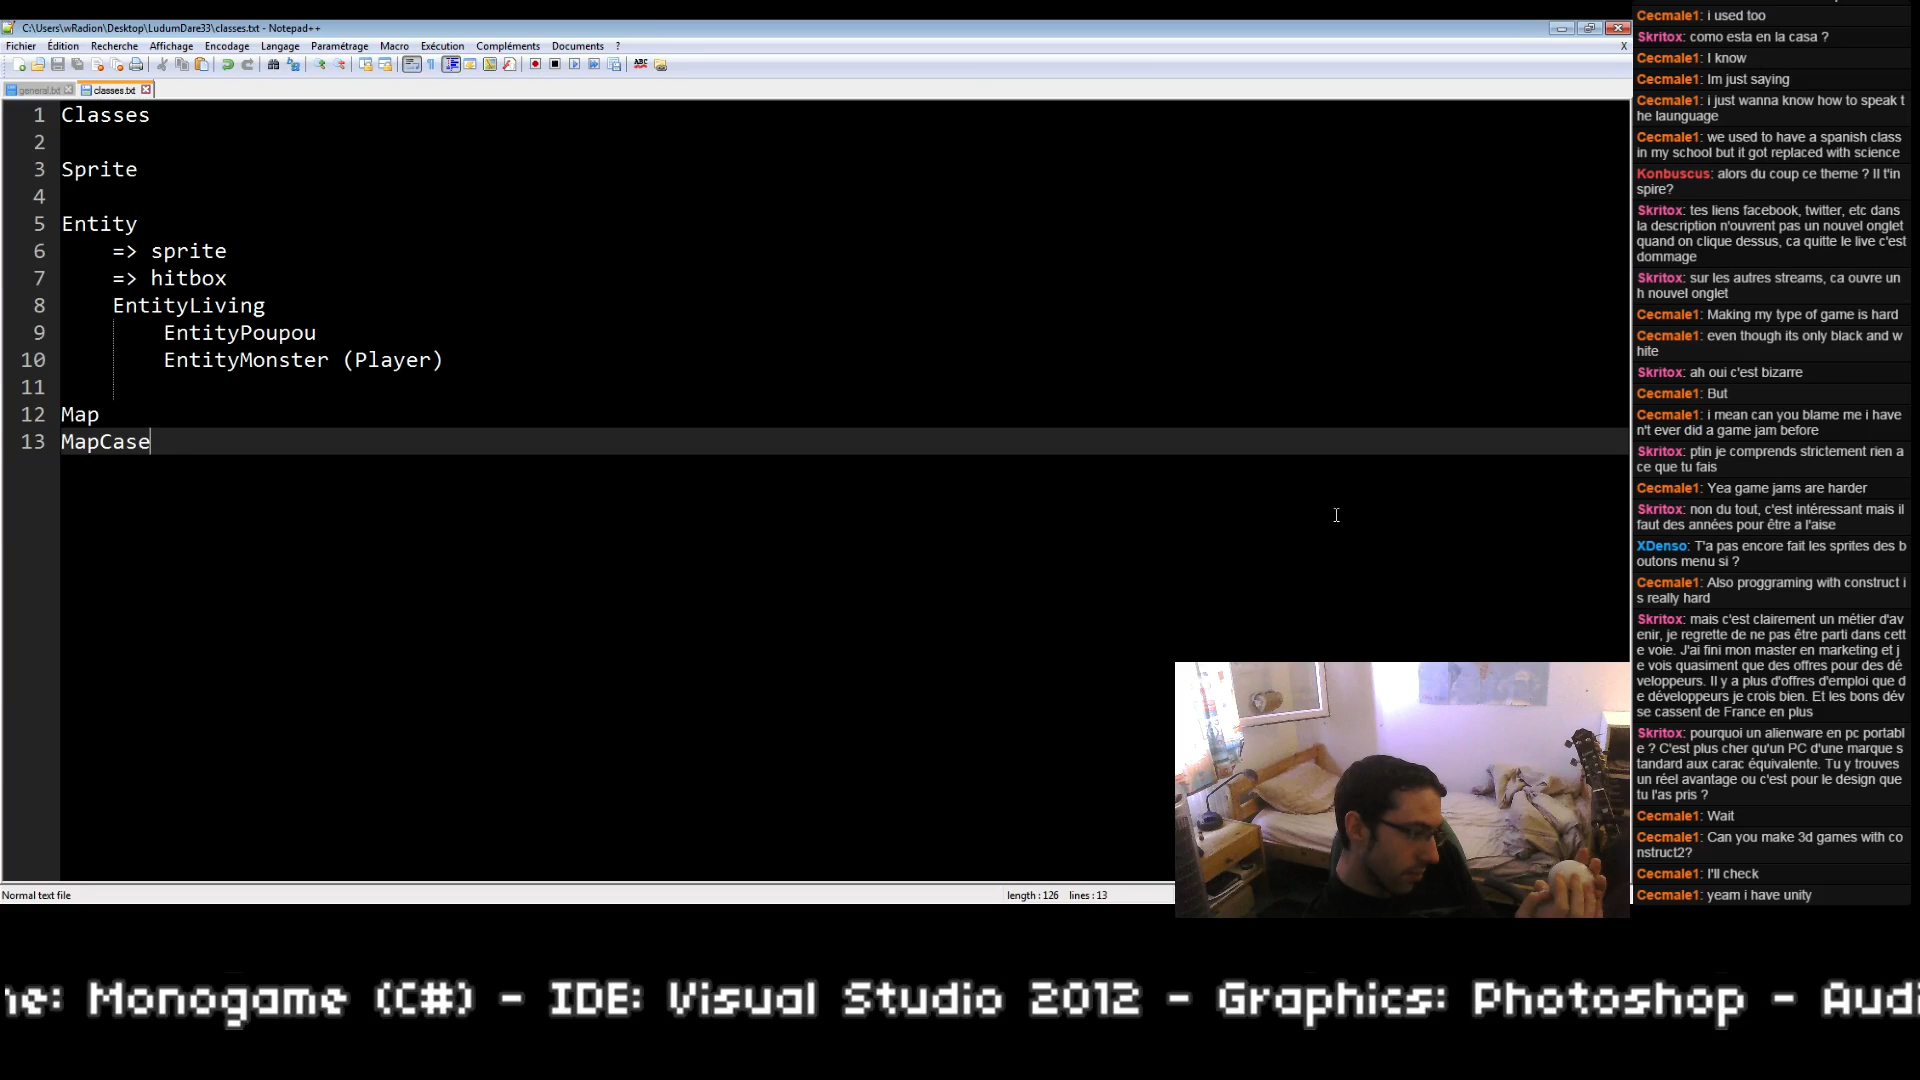 C:\Users\wRadion\Desktop\LudumDare33\classes.txt - Notepad++
Fichier Édition Recherche Affichage Encodage Langage Paramétrage Macro Exécution Compléments Documents ?
X
general.txt classes.txt
1 Classes
2
3 Sprite
4
5 Entity
6 => sprite
7 => hitbox
8 EntityLiving
9 EntityPoupou
10 EntityMonster (Player)
11
12 Map
13 MapCase
Normal text file
length : 126 lines : 13
Cecmale1: i used too
Skritox: como esta en la casa ?
Cecmale1: I know
Cecmale1: Im just saying
Cecmale1: i just wanna know how to speak t
he launguage
Cecmale1: we used to have a spanish class
in my school but it got replaced with science
Konbuscus: alors du coup ce theme ? Il t'in
spire?
Skritox: tes liens facebook, twitter, etc dans
la description n'ouvrent pas un nouvel onglet
quand on clique dessus, ca quitte le live c'est
dommage
Skritox: sur les autres streams, ca ouvre un
h nouvel onglet
Cecmale1: Making my type of game is hard
Cecmale1: even though its only black and w
hite
Skritox: ah oui c'est bizarre
Cecmale1: But
Cecmale1: i mean can you blame me i have
n't ever did a game jam before
Skritox: ptin je comprends strictement rien a
ce que tu fais
Cecmale1: Yea game jams are harder
Skritox: non du tout, c'est intéressant mais il
faut des années pour être a l'aise
XDenso: T'a pas encore fait les sprites des b
outons menu si ?
Cecmale1: Also proggraming with construct i
s really hard
Skritox: mais c'est clairement un métier d'av
enir, je regrette de ne pas être parti dans cett
e voie. J'ai fini mon master en marketing et j
e vois quasiment que des offres pour des dé
veloppeurs. Il y a plus d'offres d'emploi que d
e développeurs je crois bien. Et les bons dév
se cassent de France en plus
Skritox: pourquoi un alienware en pc portabl
e ? C'est plus cher qu'un PC d'une marque s
tandard aux carac équivalente. Tu y trouves
un réel avantage ou c'est pour le design que
tu l'as pris ?
Cecmale1: Wait
Cecmale1: Can you make 3d games with co
nstruct2?
Cecmale1: I'll check
Cecmale1: yeam i have unity
ne: Monogame (C#) - IDE: Visual Studio 2012 - Graphics: Photoshop - Audi